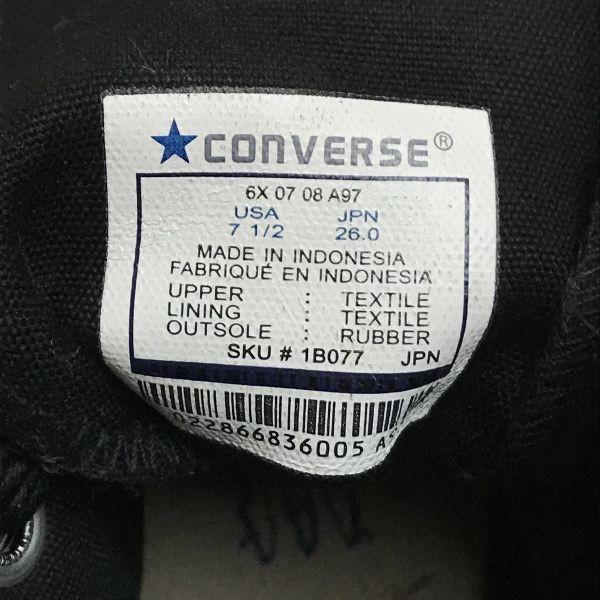 CONVERSE®
6X 07 08 A97
USA JPN
7 1/2 26.0
MADE IN INDONESIA
FABRIQUÉ EN INDONESIA
UPPER : TEXTILE
LINING : TEXTILE
OUTSOLE : RUBBER
SKU # 1B077 JPN
022866836005